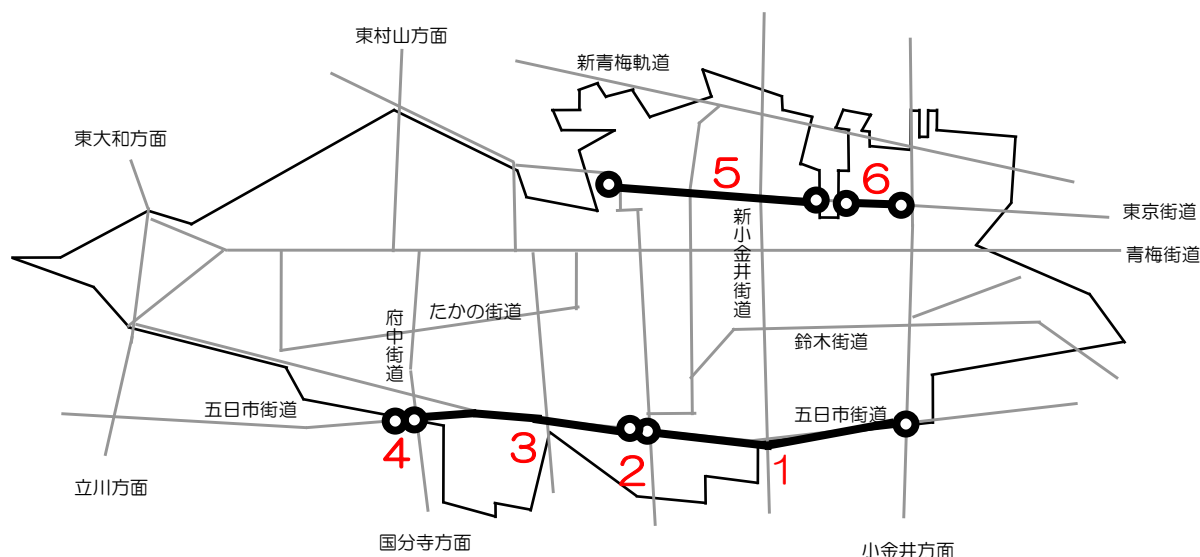 東村山方面
新青梅軌道
東大和方面
5
6
新小金井街道
東京街道
青梅街道
たかの街道
府中街道
鈴木街道
五日市街道
五日市街道
4
3
2
1
立川方面
国分寺方面
小金井方面